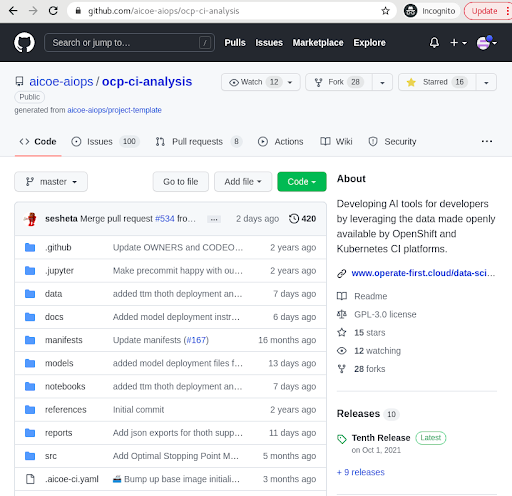 github.com/aicoe-aiops/ocp-ci-analysis
Incognito
Update
Search or jump to…
/
Pulls
Issues
Marketplace
Explore
aicoe-aiops / ocp-ci-analysis
Watch 12
Fork 28
Starred 16
Public
generated from aicoe-aiops/project-template
Code
Issues 100
Pull requests 8
Actions
Wiki
Security
master
Go to file
Add file
Code
sesheta Merge pull request #534 fro… 2 days ago 420
.github Update OWNERS and CODEO… 2 years ago
.jupyter Make precommit happy with ou… 2 years ago
data added ttm thoth deployment an… 7 days ago
docs Added model deployment instr… 6 days ago
manifests Update manifests (#167) 16 months ago
models added model deployment files f… 13 days ago
notebooks added ttm thoth deployment an… 7 days ago
references Initial commit 2 years ago
reports Add json exports for thoth supp… 11 days ago
src Add Optimal Stopping Point M… 5 months ago
.aicoe-ci.yaml Bump up base image initiali… 3 months ago
About
Developing AI tools for developers
by leveraging the data made openly
available by OpenShift and
Kubernetes CI platforms.
www.operate-first.cloud/data-sci…
Readme
GPL-3.0 license
15 stars
12 watching
28 forks
Releases 10
Tenth Release Latest
on Oct 1, 2021
+ 9 releases